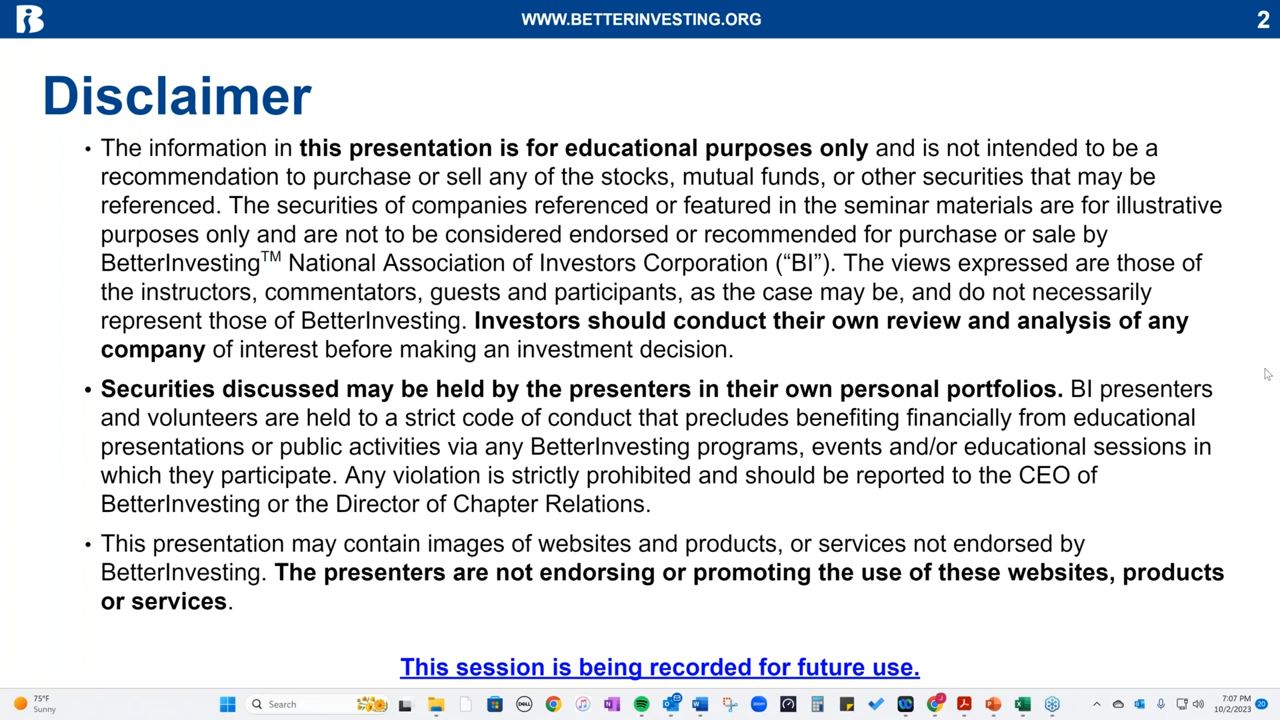 WWW.BETTERINVESTING.ORG
2
Disclaimer
• The information in this presentation is for educational purposes only and is not intended to be a
recommendation to purchase or sell any of the stocks, mutual funds, or other securities that may be
referenced. The securities of companies referenced or featured in the seminar materials are for illustrative
purposes only and are not to be considered endorsed or recommended for purchase or sale by
BetterInvesting™ National Association of Investors Corporation (“BI”). The views expressed are those of
the instructors, commentators, guests and participants, as the case may be, and do not necessarily
represent those of BetterInvesting. Investors should conduct their own review and analysis of any
company of interest before making an investment decision.
• Securities discussed may be held by the presenters in their own personal portfolios. BI presenters
and volunteers are held to a strict code of conduct that precludes benefiting financially from educational
presentations or public activities via any BetterInvesting programs, events and/or educational sessions in
which they participate. Any violation is strictly prohibited and should be reported to the CEO of
BetterInvesting or the Director of Chapter Relations.
• This presentation may contain images of websites and products, or services not endorsed by
BetterInvesting. The presenters are not endorsing or promoting the use of these websites, products
or services.
This session is being recorded for future use.
75°F
Sunny
Search
7:07 PM
10/2/2023
20